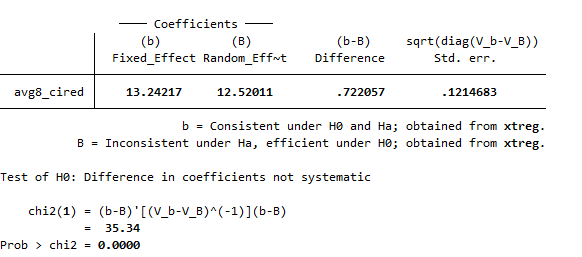 Coefficients
(b) (B) (b-B) sqrt(diag(V_b-V_B))
Fixed_Effect Random_Eff~t Difference Std. err.
avg8_cired 13.24217 12.52011 .722057 .1214683
b = Consistent under H0 and Ha; obtained from xtreg.
B = Inconsistent under Ha, efficient under H0; obtained from xtreg.
Test of H0: Difference in coefficients not systematic
chi2(1) = (b-B)'[(V_b-V_B)^(-1)](b-B)
= 35.34
Prob > chi2 = 0.0000